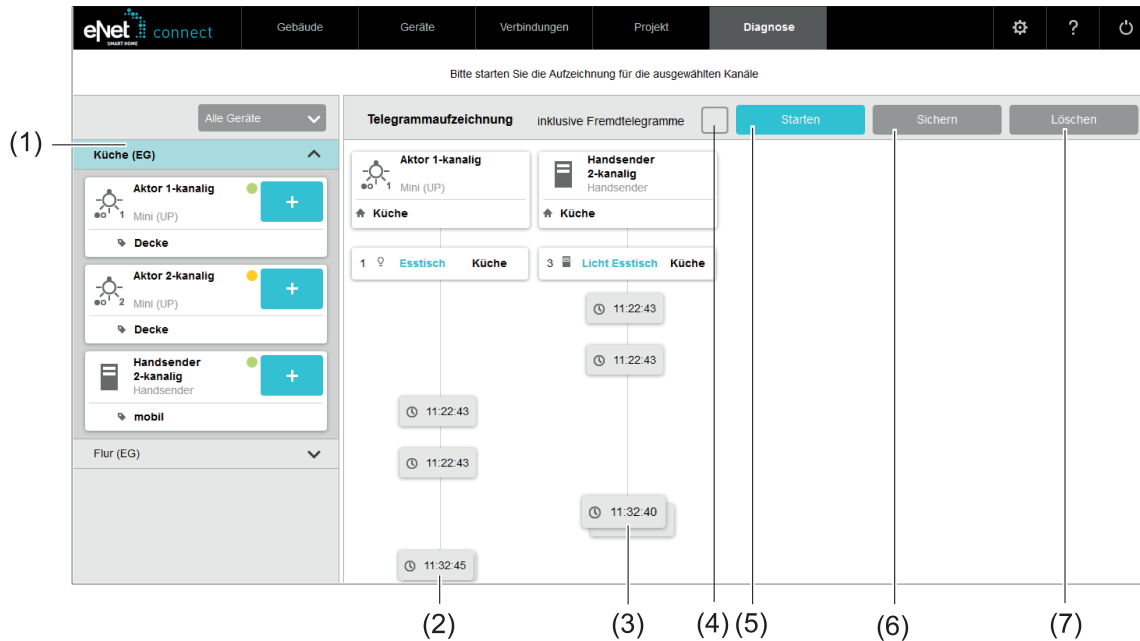 eNet connect
SMART HOME
Gebäude
Geräte
Verbindungen
Projekt
Diagnose
?
Bitte starten Sie die Aufzeichnung für die ausgewählten Kanäle
Alle Geräte
(1)
Küche (EG)
Aktor 1-kanalig
1
Mini (UP)
+
Decke
Aktor 2-kanalig
2
Mini (UP)
+
Decke
Handsender
2-kanalig
Handsender
+
mobil
Flur (EG)
Telegrammaufzeichnung
inklusive Fremdtelegramme
Starten
Sichern
Löschen
Aktor 1-kanalig
1
Mini (UP)
Küche
Handsender
2-kanalig
Handsender
Küche
1 Esstisch Küche
3 Licht Esstisch Küche
11:22:43
11:22:43
11:22:43
11:22:43
11:32:40
11:32:45
(2)
(3)
(4)
(5)
(6)
(7)